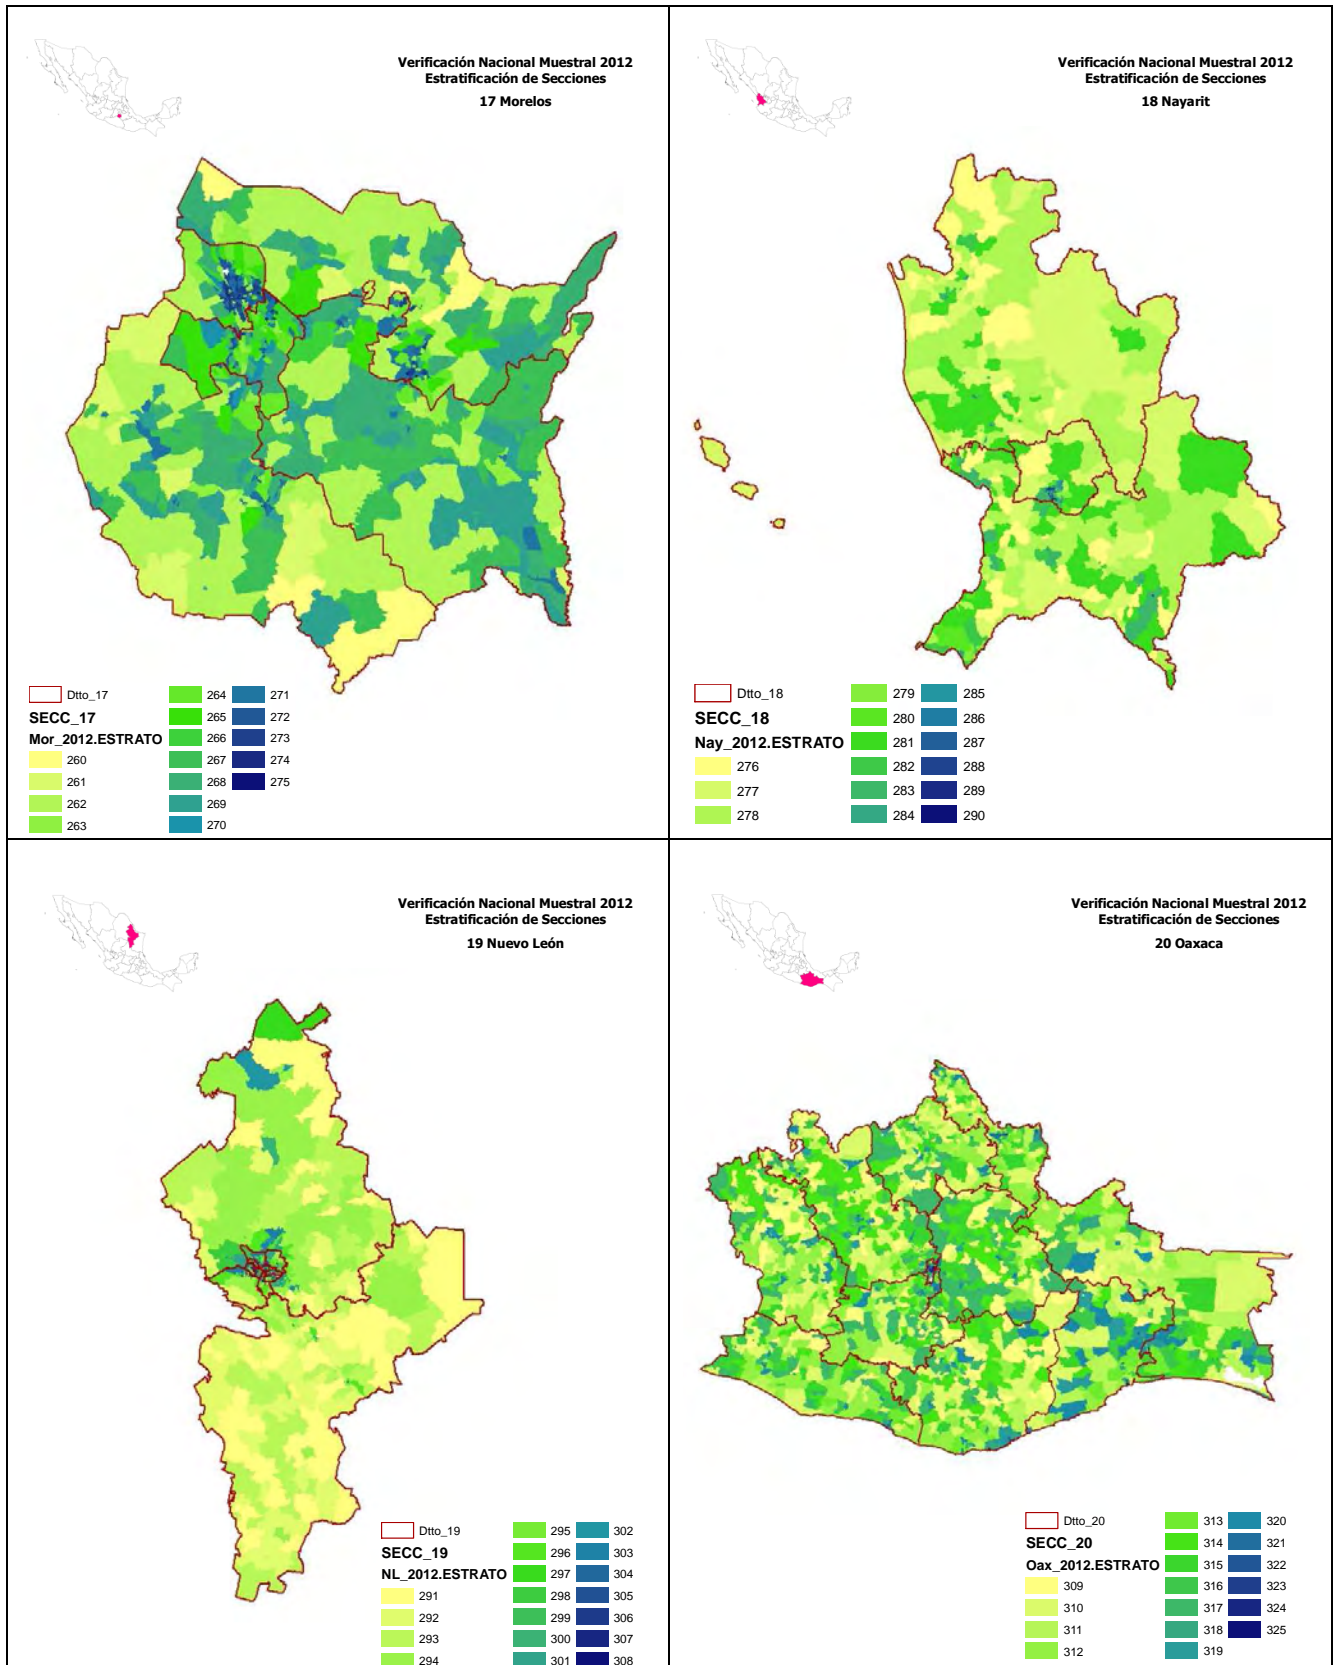 Verificación Nacional Muestral 2012
Estratificación de Secciones
17 Morelos
Dtto_17
SECC_17
Mor_2012.ESTRATO
260
261
262
263
264
265
266
267
268
269
270
271
272
273
274
275
Verificación Nacional Muestral 2012
Estratificación de Secciones
18 Nayarit
Dtto_18
SECC_18
Nay_2012.ESTRATO
276
277
278
279
280
281
282
283
284
285
286
287
288
289
290
Verificación Nacional Muestral 2012
Estratificación de Secciones
19 Nuevo León
Dtto_19
SECC_19
NL_2012.ESTRATO
291
292
293
294
295
296
297
298
299
300
301
302
303
304
305
306
307
308
Verificación Nacional Muestral 2012
Estratificación de Secciones
20 Oaxaca
Dtto_20
SECC_20
Oax_2012.ESTRATO
309
310
311
312
313
314
315
316
317
318
319
320
321
322
323
324
325